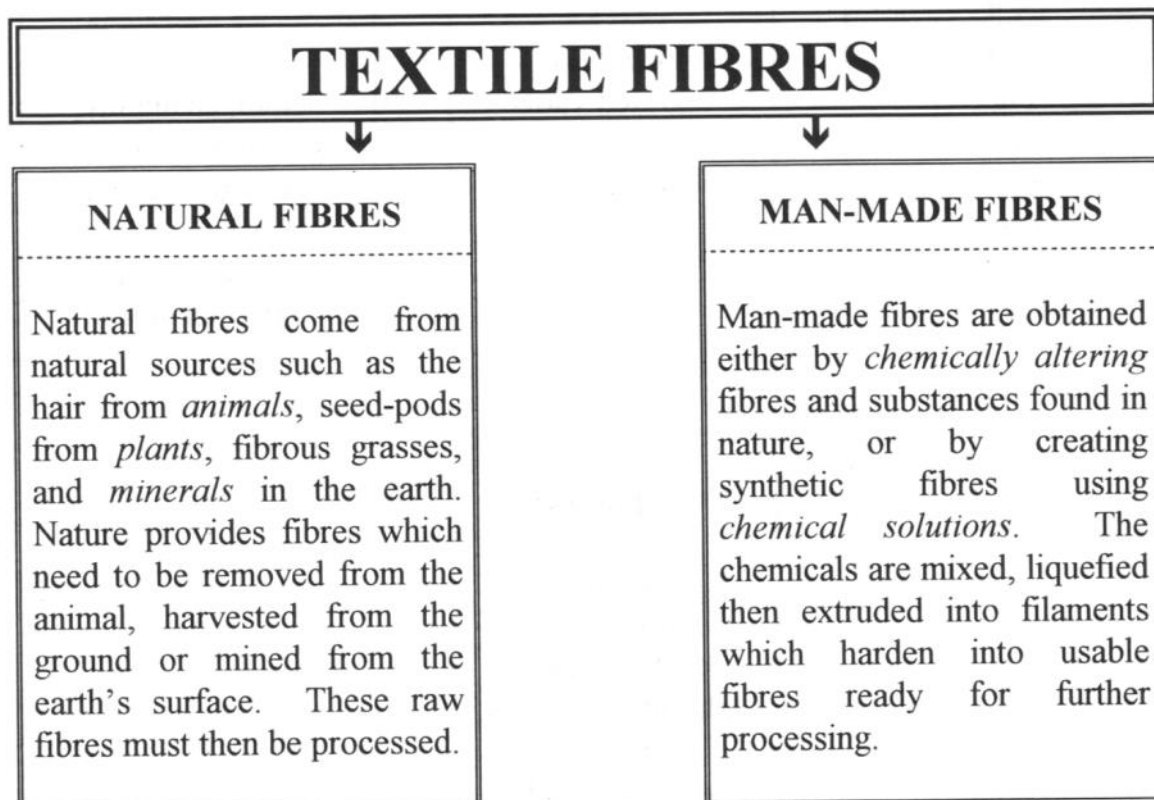 TEXTILE FIBRES
NATURAL FIBRES
Natural fibres come from
natural sources such as the
hair from animals, seed-pods
from plants, fibrous grasses,
and minerals in the earth.
Nature provides fibres which
need to be removed from the
animal, harvested from the
ground or mined from the
earth's surface. These raw
fibres must then be processed.
MAN-MADE FIBRES
Man-made fibres are obtained
either by chemically altering
fibres and substances found in
nature, or by creating
synthetic fibres using
chemical solutions. The
chemicals are mixed, liquefied
then extruded into filaments
which harden into usable
fibres ready for further
processing.